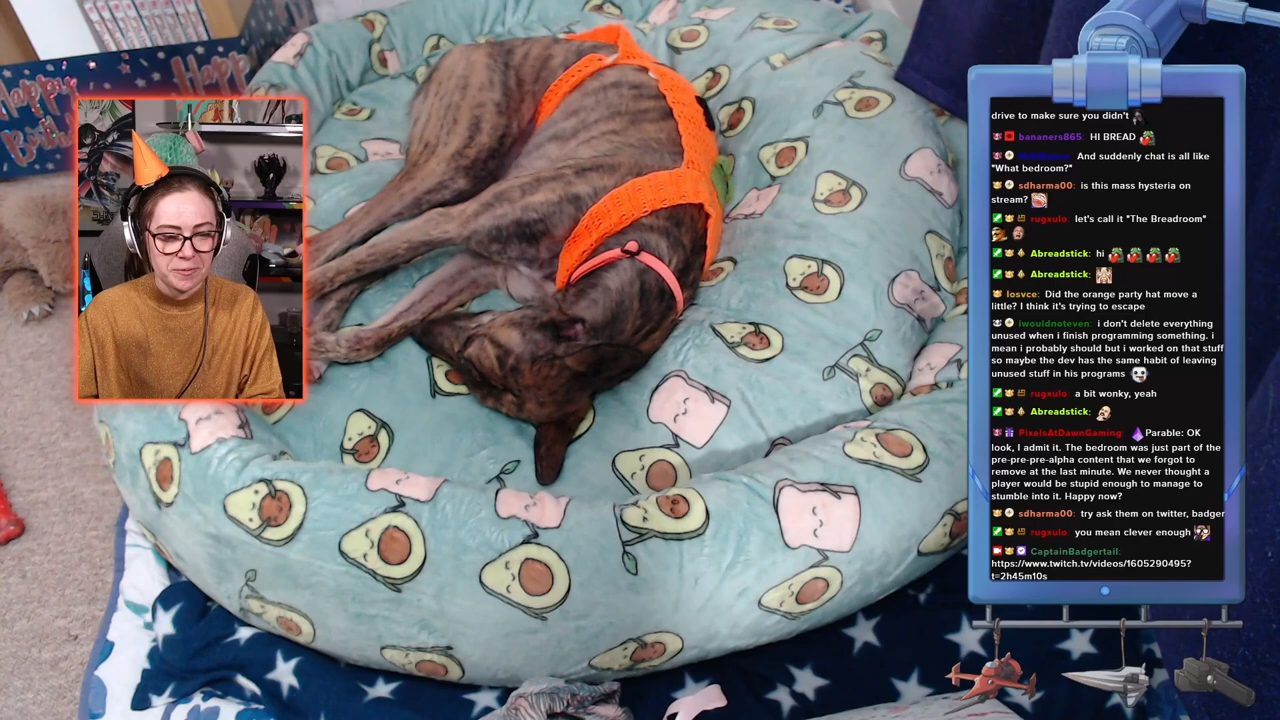 Happy
Birth
Happ
drive to make sure you didn't
bananers865: HI BREAD
And suddenly chat is all like
"What bedroom?"
sdharma00: is this mass hysteria on
stream?
rugxulo: let's call it "The Breadroom"
Abreadstick: hi
Abreadstick:
losvce: Did the orange party hat move a
little? I think it's trying to escape
iwouldnoteven: i don't delete everything
unused when i finish programming something. i
mean i probably should but i worked on that stuff
so maybe the dev has the same habit of leaving
unused stuff in his programs
rugxulo: a bit wonky, yeah
Abreadstick:
PixelsAtDawnGaming: Parable: OK
look, I admit it. The bedroom was just part of the
pre-pre-pre-alpha content that we forgot to
remove at the last minute. We never thought a
player would be stupid enough to manage to
stumble into it. Happy now?
sdharma00: try ask them on twitter, badger
rugxulo: you mean clever enough
CaptainBadgertail:
https://www.twitch.tv/videos/1605290495?
t=2h45m10s